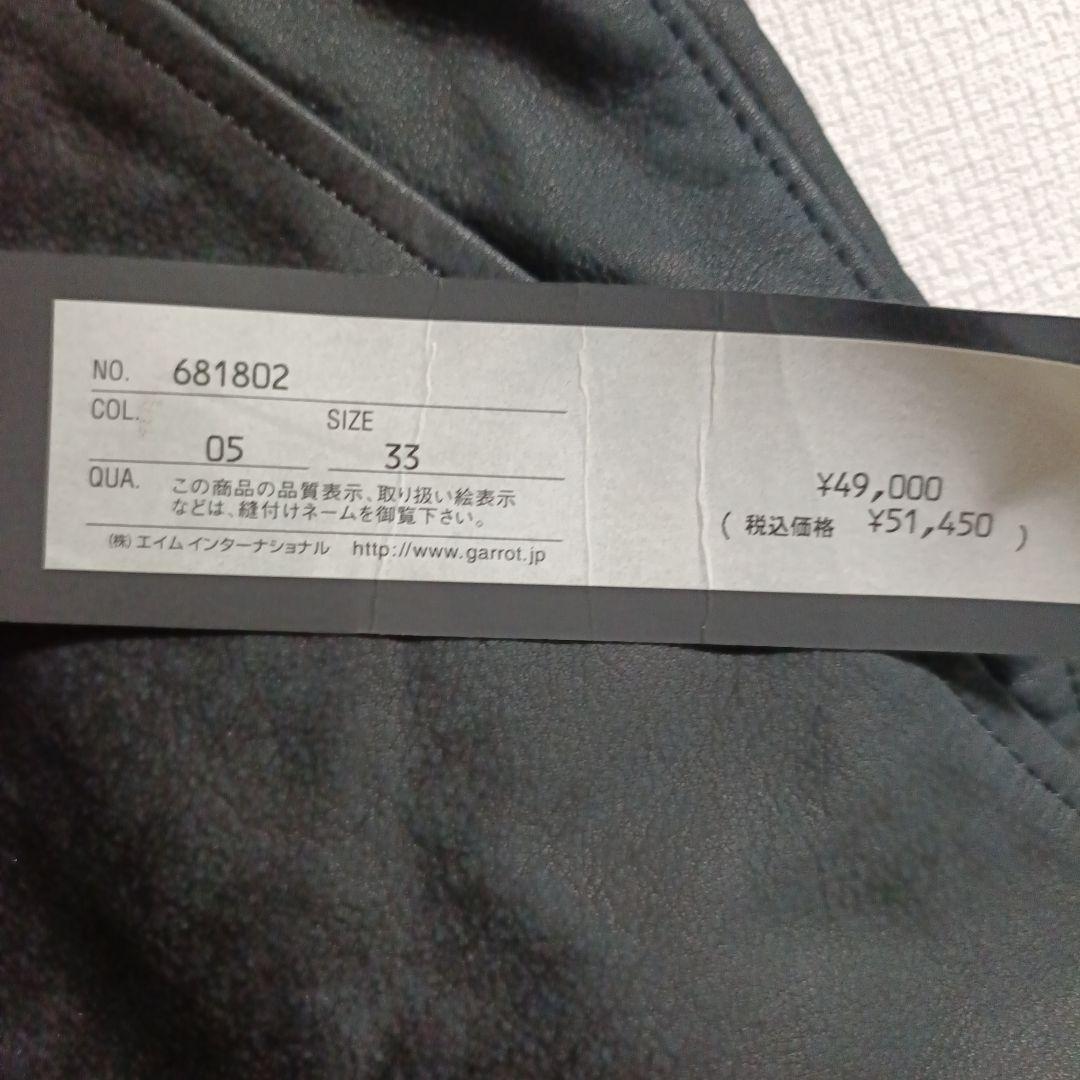 NO. 681802
COL. 05 SIZE 33
QUA. この商品の品質表示、取り扱い絵表示
などは、縫付けネームを御覧下さい。
㈱エイムインターナショナル http://www.garrot.jp
¥49,000
( 税込価格 ¥51,450 )